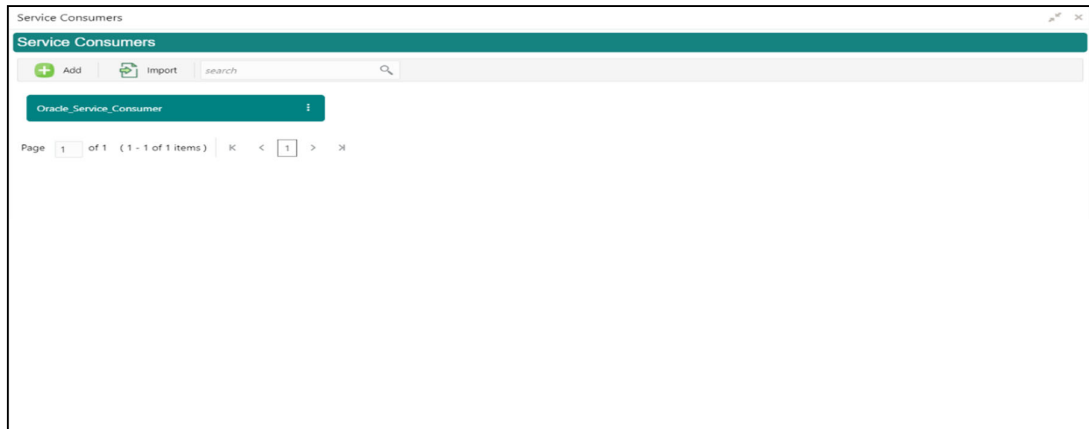 Service Consumers
Service Consumers
Add Import search
Oracle_Service_Consumer
Page 1 of 1 ( 1 - 1 of 1 items ) 1